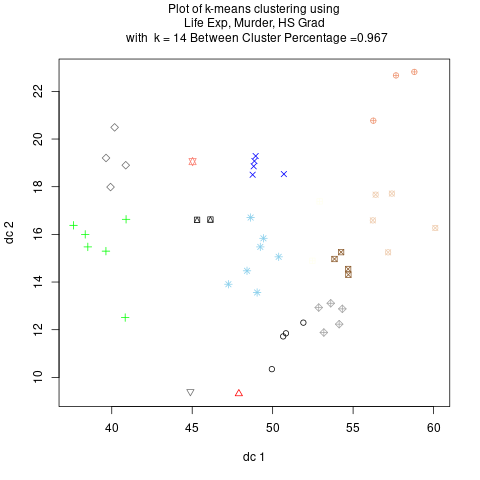 Plot of k-means clustering using
Life Exp, Murder, HS Grad
with  k = 14 Between Cluster Percentage =0.967
dc 2
22
20
18
16
14
12
10
40 45 50 55 60
dc 1